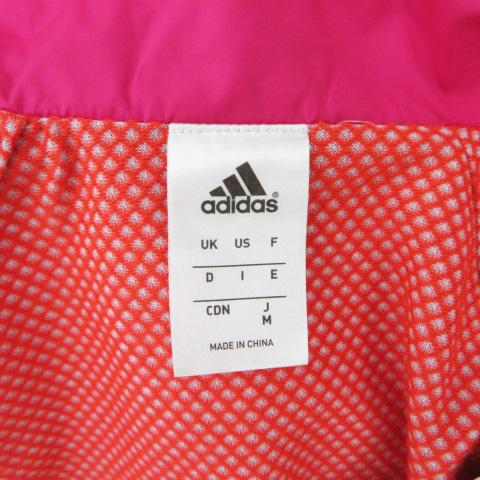 adidas®
UK US F
D I E
CDN J
M
MADE IN CHINA